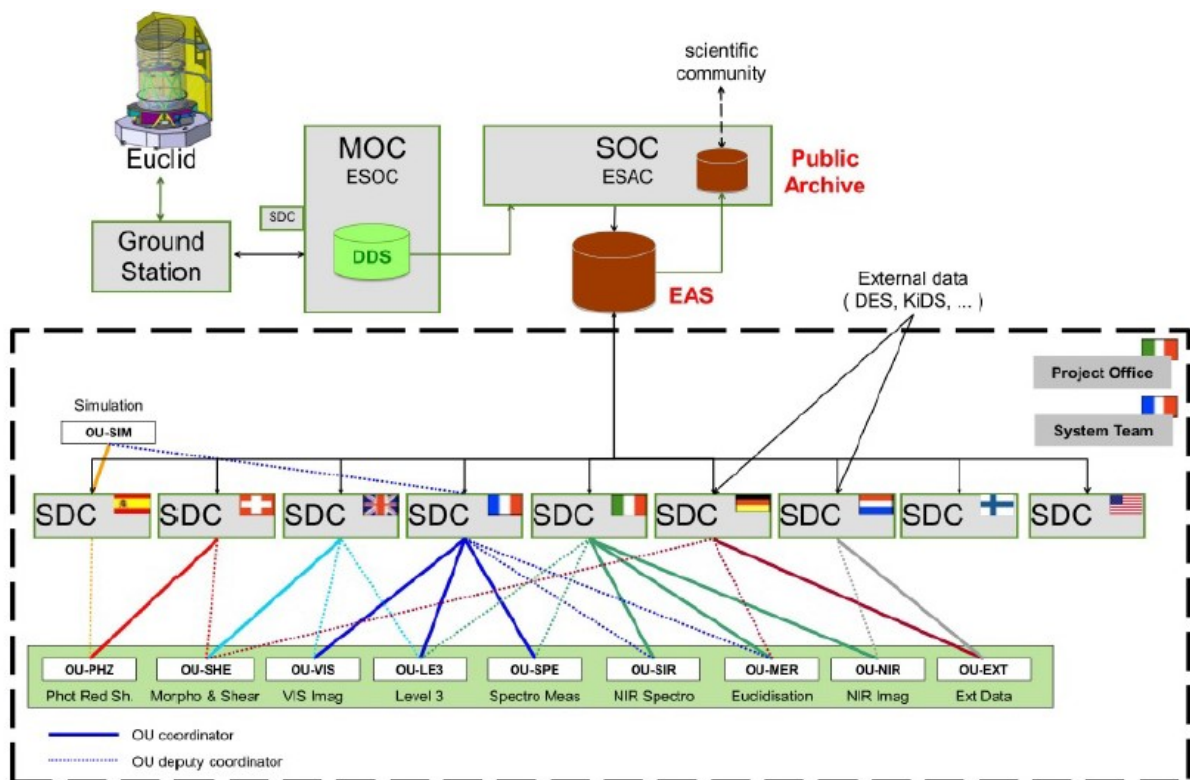 scientific
community
Euclid
MOC
ESOC
SOC
ESAC
Public
Archive
SDC
Ground
Station
DDS
EAS
External data
( DES, KiDS, ... )
Project Office
Simulation
OU-SIM
System Team
SDC SDC SDC SDC SDC SDC SDC SDC SDC
OU-PHZ OU-SHE OU-VIS OU-LE3 OU-SPE OU-SIR OU-MER OU-NIR OU-EXT
Phot Red Sh. Morpho & Shear VIS Imag Level 3 Spectro Meas NIR Spectro Euclidisation NIR Imag Ext Data
OU coordinator
OU deputy coordinator